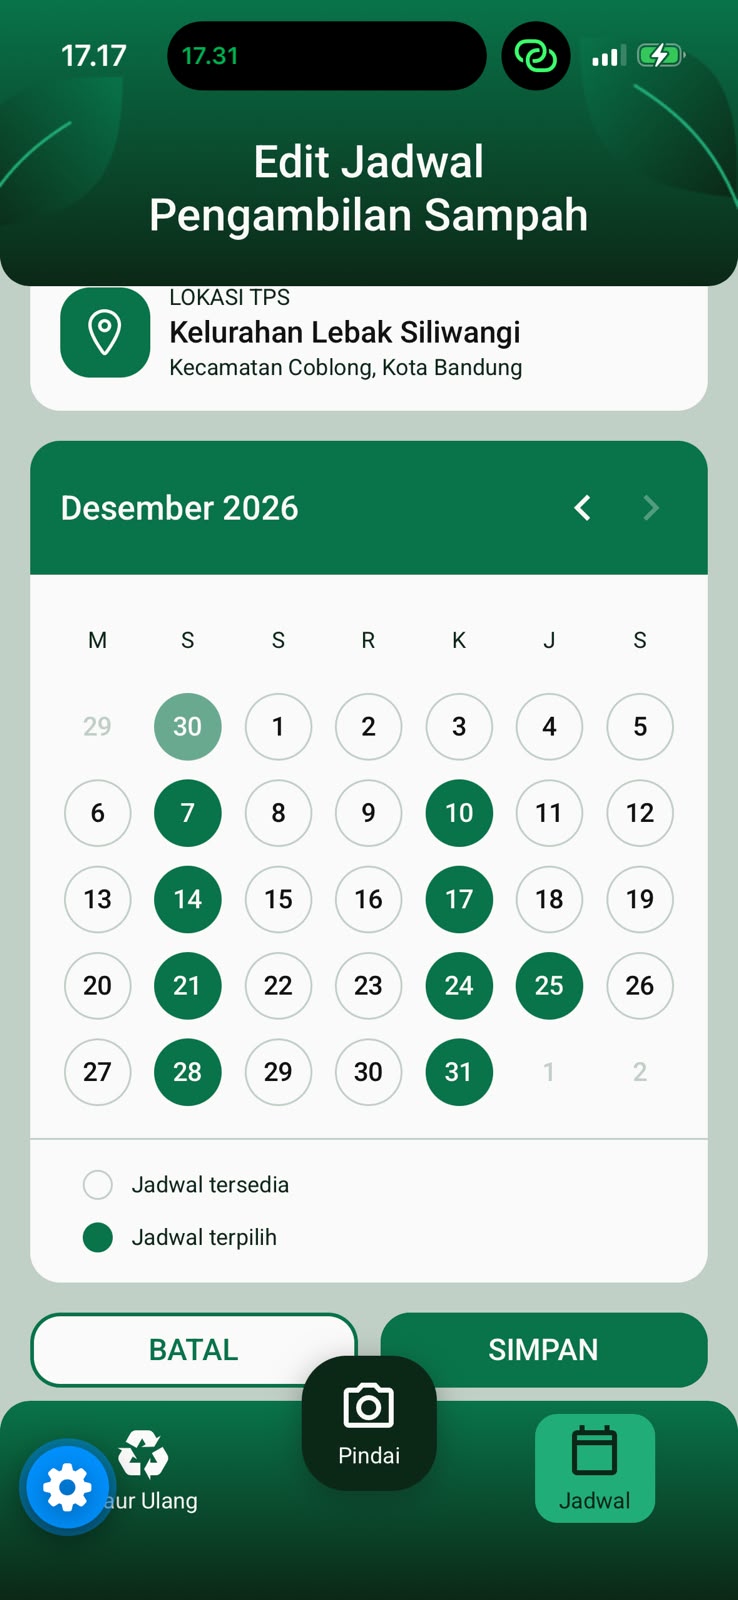 17.17
17.31
Edit Jadwal
Pengambilan Sampah
LOKASI TPS
Kelurahan Lebak Siliwangi
Kecamatan Coblong, Kota Bandung
Desember 2026
M S S R K J S
29 30 1 2 3 4 5
6 7 8 9 10 11 12
13 14 15 16 17 18 19
20 21 22 23 24 25 26
27 28 29 30 31 1 2
Jadwal tersedia
Jadwal terpilih
BATAL SIMPAN
Pindai
aur Ulang
Jadwal